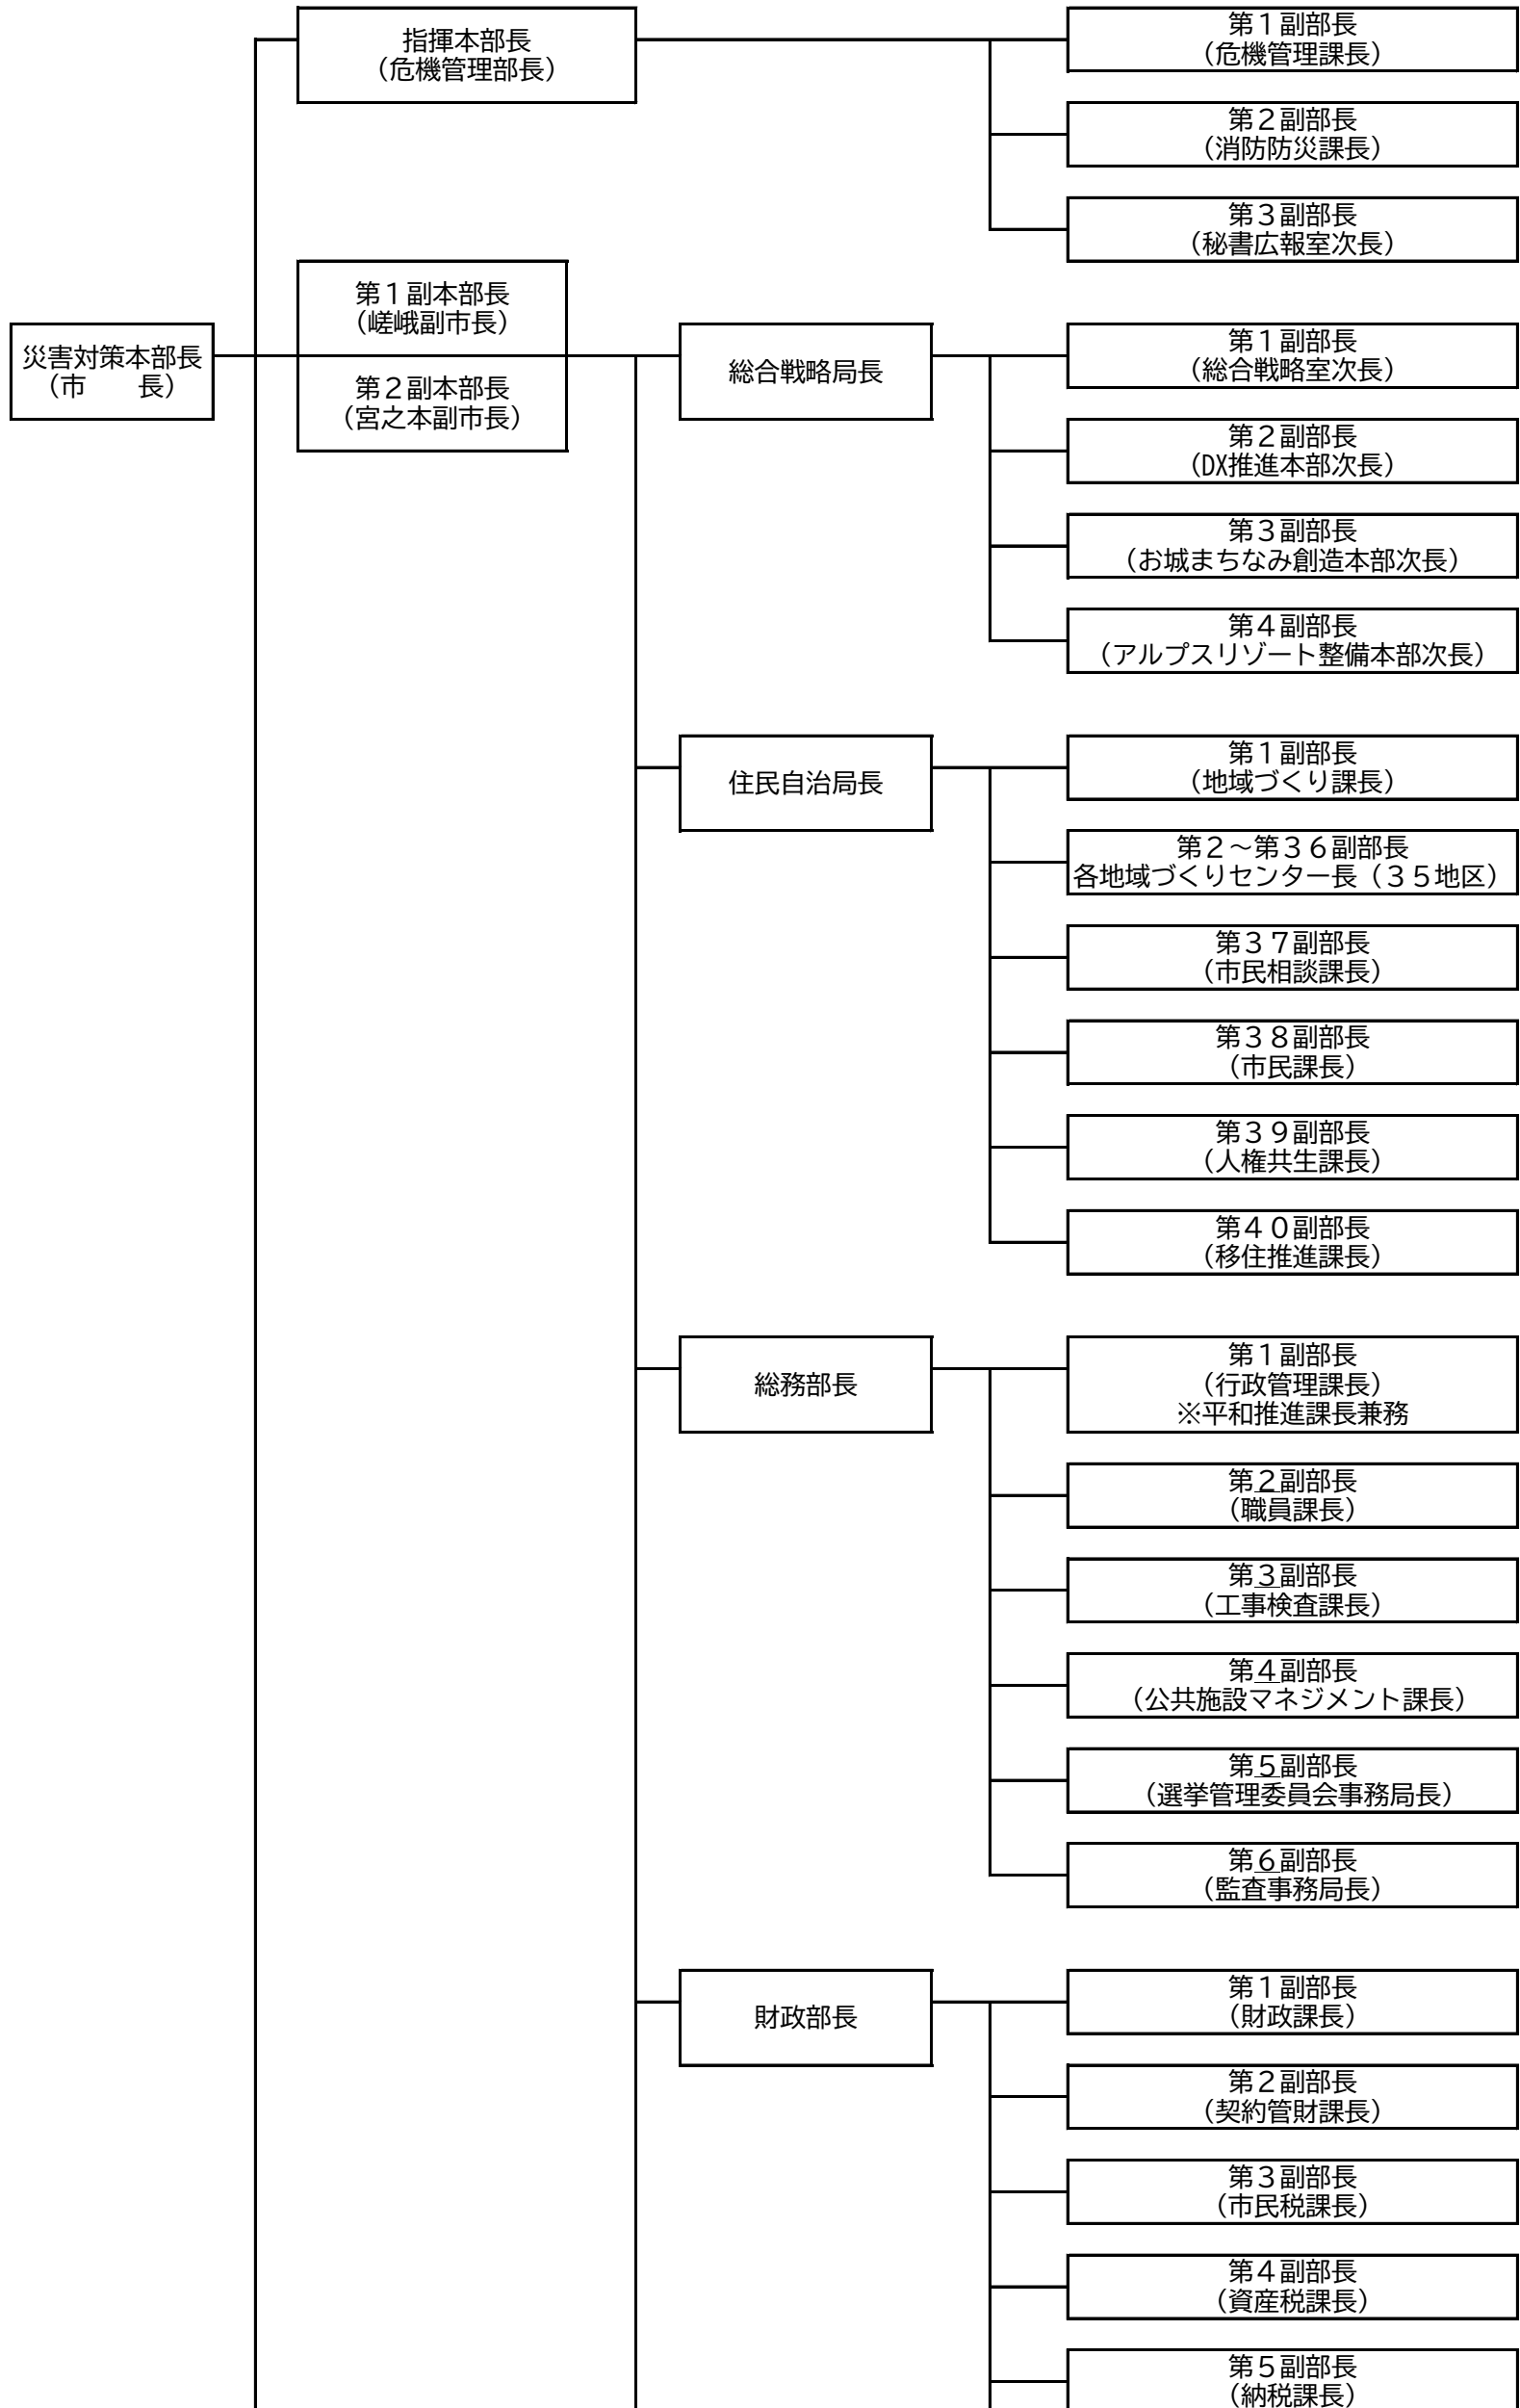 指揮本部長
（危機管理部長）
第１副部長
（危機管理課長）
第２副部長
（消防防災課長）
第３副部長
（秘書広報室次長）
災害対策本部長
（市　　長）
第１副本部長
（嵯峨副市長）
第２副本部長
（宮之本副市長）
総合戦略局長
第１副部長
（総合戦略室次長）
第２副部長
（DX推進本部次長）
第３副部長
（お城まちなみ創造本部次長）
第４副部長
（アルプスリゾート整備本部次長）
住民自治局長
第１副部長
（地域づくり課長）
第２～第３６副部長
各地域づくりセンター長（３５地区）
第３７副部長
（市民相談課長）
第３８副部長
（市民課長）
第３９副部長
（人権共生課長）
第４０副部長
（移住推進課長）
総務部長
第１副部長
（行政管理課長）
※平和推進課長兼務
第２副部長
（職員課長）
第３副部長
（工事検査課長）
第４副部長
（公共施設マネジメント課長）
第５副部長
（選挙管理委員会事務局長）
第６副部長
（監査事務局長）
財政部長
第１副部長
（財政課長）
第２副部長
（契約管財課長）
第３副部長
（市民税課長）
第４副部長
（資産税課長）
第５副部長
（納税課長）